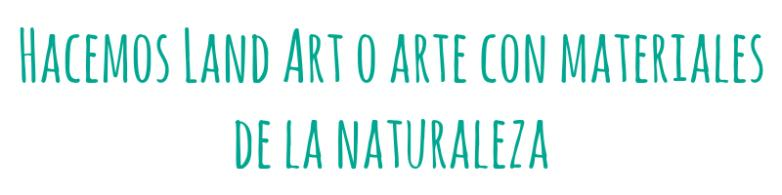 Hacemos Land Art o arte con materiales
de la naturaleza